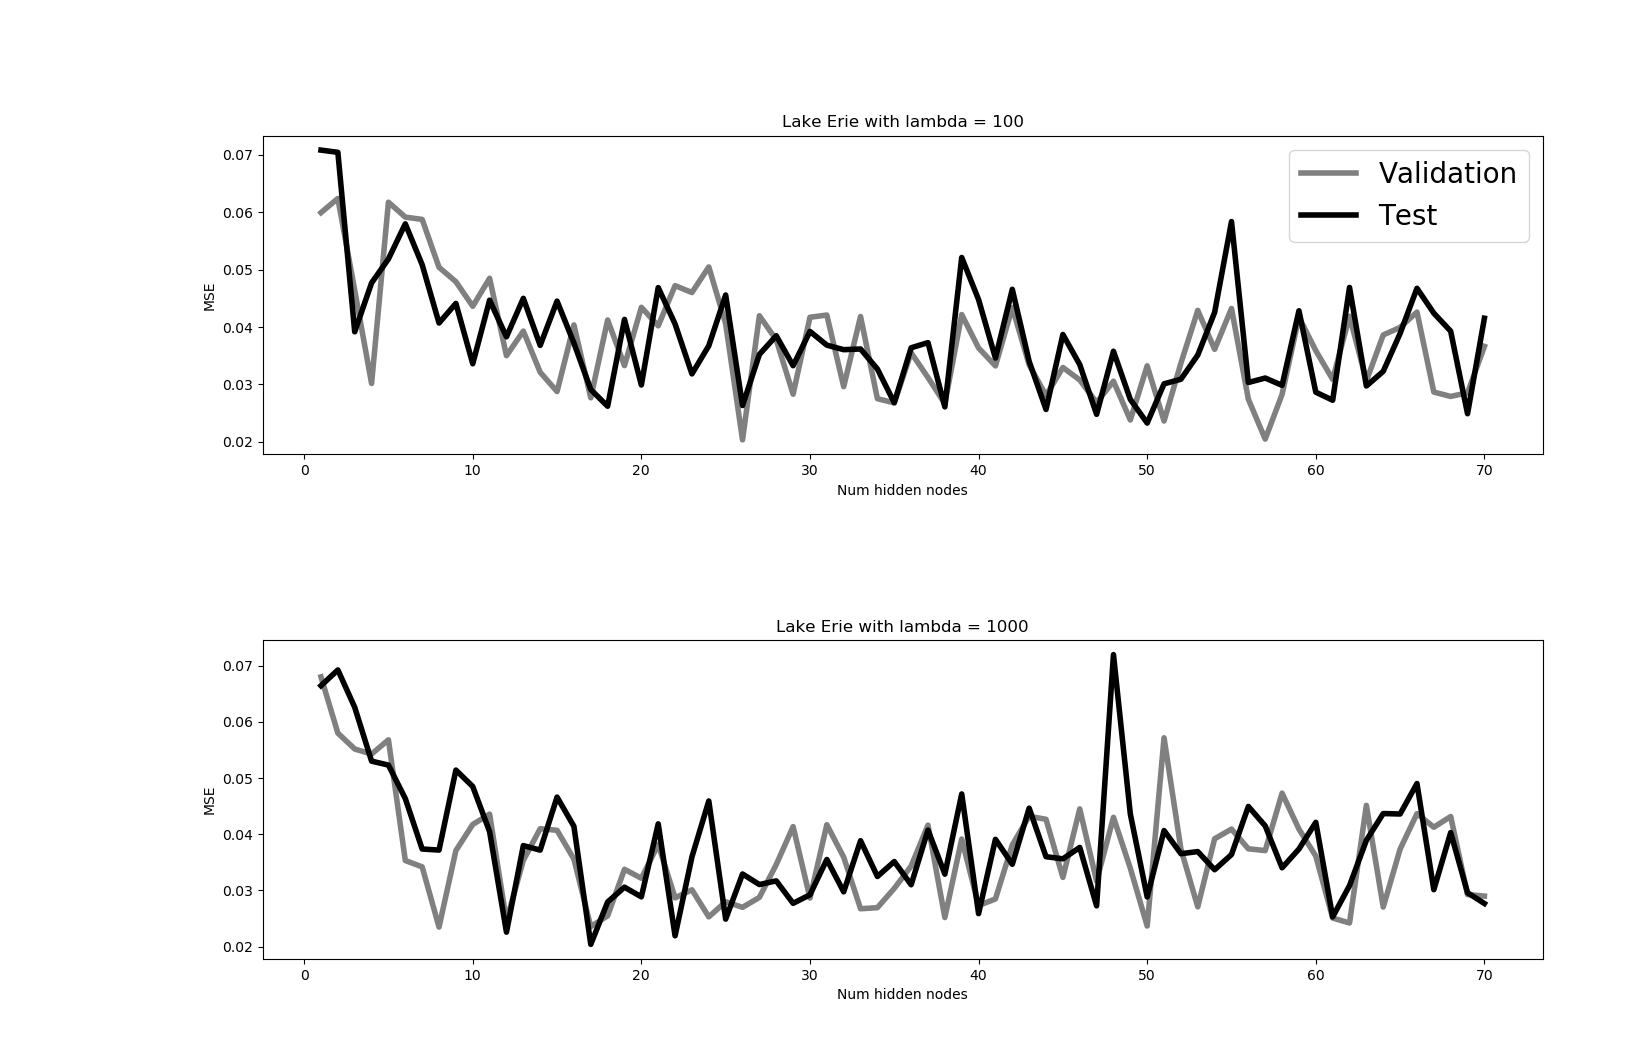 Lake Erie with lambda = 100
0.07
0.06
0.05
0.04
0.03
0.02
MSE
Validation
Test
0 10 20 30 40 50 60 70
Num hidden nodes
Lake Erie with lambda = 1000
0.07
0.06
0.05
0.04
0.03
0.02
MSE
0 10 20 30 40 50 60 70
Num hidden nodes